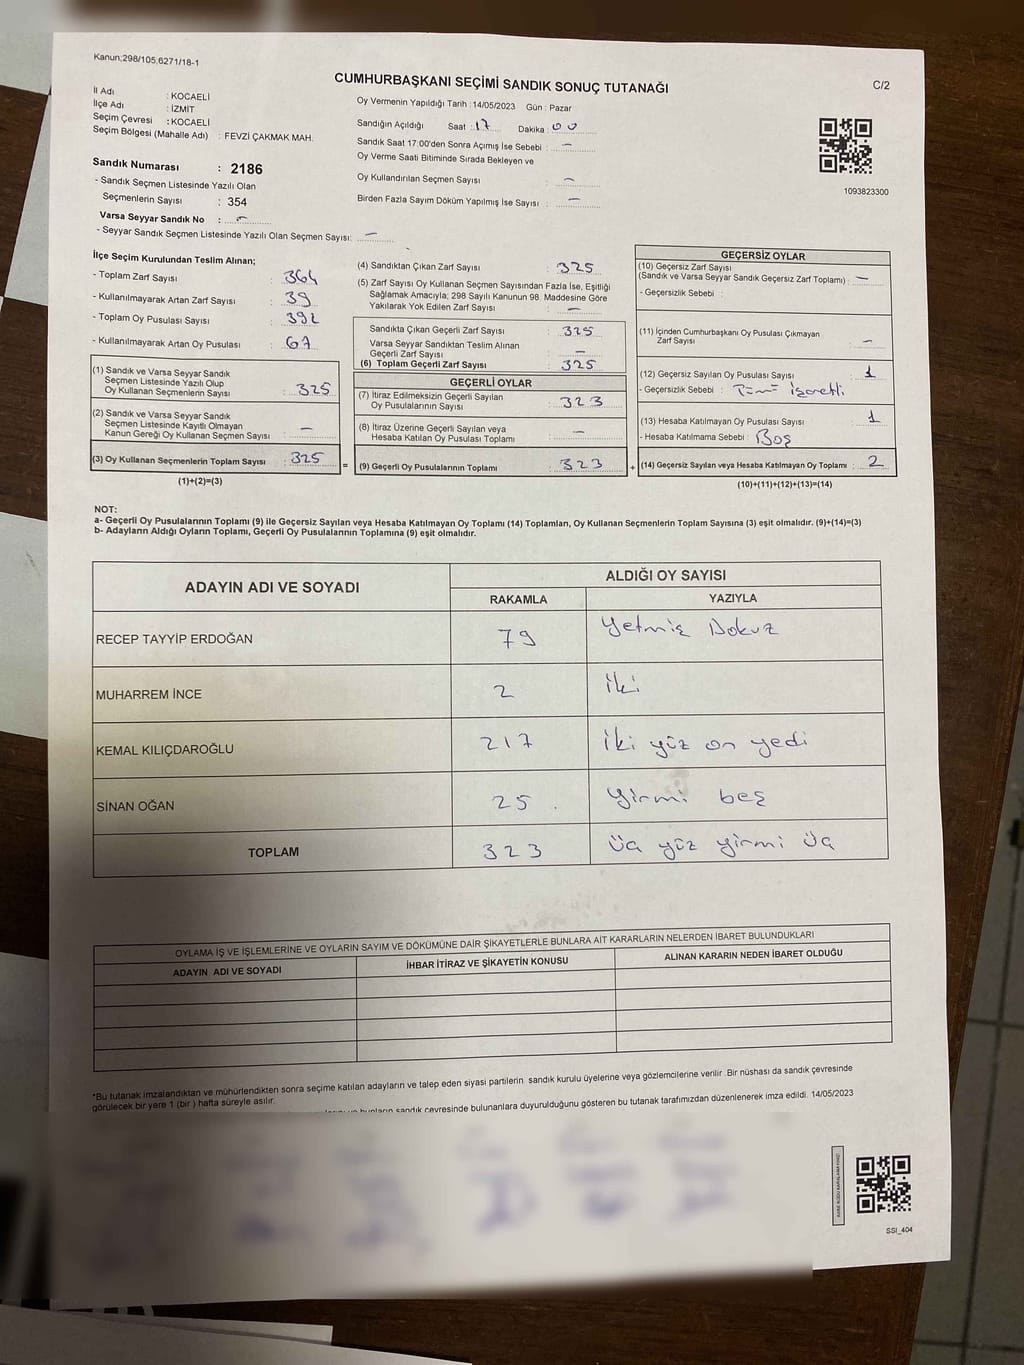 Kanun;298/105,6271/18-1
CUMHURBAŞKANI SEÇİMİ SANDIK SONUÇ TUTANAĞI
C/2
İl Adı : KOCAELİ
İlçe Adı : İZMİT
Seçim Çevresi : KOCAELİ
Seçim Bölgesi (Mahalle Adı) : FEVZİ ÇAKMAK MAH.
Sandık Numarası : 2186
- Sandık Seçmen Listesinde Yazılı Olan
Seçmenlerin Sayısı : 354
Varsa Seyyar Sandık No : -
- Seyyar Sandık Seçmen Listesinde Yazılı Olan Seçmen Sayısı: -
Oy Vermenin Yapıldığı Tarih : 14/05/2023 Gün : Pazar
Sandığın Açıldığı Saat : 17 Dakika : 00
Sandık Saat 17:00'den Sonra Açımış İse Sebebi : -
Oy Verme Saati Bitiminde Sırada Bekleyen ve
Oy Kullandırılan Seçmen Sayısı : -
Birden Fazla Sayım Döküm Yapılmış İse Sayısı : -
1093823300
İlçe Seçim Kurulundan Teslim Alınan;
- Toplam Zarf Sayısı : 364
- Kullanılmayarak Artan Zarf Sayısı : 39
- Toplam Oy Pusulası Sayısı : 392
- Kullanılmayarak Artan Oy Pusulası : 67
(1) Sandık ve Varsa Seyyar Sandık
Seçmen Listesinde Yazılı Olup
Oy Kullanan Seçmenlerin Sayısı : 325
(2) Sandık ve Varsa Seyyar Sandık
Seçmen Listesinde Kayıtlı Olmayan
Kanun Gereği Oy Kullanan Seçmen Sayısı : -
(3) Oy Kullanan Seçmenlerin Toplam Sayısı : 325
(1)+(2)=(3)
(4) Sandıktan Çıkan Zarf Sayısı : 325
(5) Zarf Sayısı Oy Kullanan Seçmen Sayısından Fazla İse, Eşitliği
Sağlamak Amacıyla; 298 Sayılı Kanunun 98. Maddesine Göre
Yakılarak Yok Edilen Zarf Sayısı : -
Sandıkta Çıkan Geçerli Zarf Sayısı : 325
Varsa Seyyar Sandıktan Teslim Alınan
Geçerli Zarf Sayısı : -
(6) Toplam Geçerli Zarf Sayısı : 325
=
GEÇERLİ OYLAR
(7) İtiraz Edilmeksizin Geçerli Sayılan
Oy Pusulalarının Sayısı : 323
(8) İtiraz Üzerine Geçerli Sayılan veya
Hesaba Katılan Oy Pusulası Toplamı : -
(9) Geçerli Oy Pusulalarının Toplamı : 323
+
GEÇERSİZ OYLAR
(10) Geçersiz Zarf Sayısı
(Sandık ve Varsa Seyyar Sandık Geçersiz Zarf Toplamı) : -
- Geçersizlik Sebebi :
(11) İçinden Cumhurbaşkanı Oy Pusulası Çıkmayan
Zarf Sayısı : -
(12) Geçersiz Sayılan Oy Pusulası Sayısı : 1
- Geçersizlik Sebebi : Tümü işaretli
(13) Hesaba Katılmayan Oy Pusulası Sayısı : 1
- Hesaba Katılmama Sebebi : Boş
(14) Geçersiz Sayılan veya Hesaba Katılmayan Oy Toplamı : 2
(10)+(11)+(12)+(13)=(14)
NOT:
a- Geçerli Oy Pusulalarının Toplamı (9) ile Geçersiz Sayılan veya Hesaba Katılmayan Oy Toplamı (14) Toplamları, Oy Kullanan Seçmenlerin Toplam Sayısına (3) eşit olmalıdır. (9)+(14)=(3)
b- Adayların Aldığı Oyların Toplamı, Geçerli Oy Pusulalarının Toplamına (9) eşit olmalıdır.
ADAYIN ADI VE SOYADI
ALDIĞI OY SAYISI
RAKAMLA YAZIYLA
RECEP TAYYİP ERDOĞAN 79 Yetmiş Dokuz
MUHARREM İNCE 2 İki
KEMAL KILIÇDAROĞLU 217 İki yüz on yedi
SİNAN OĞAN 25 Yirmi beş
TOPLAM 323 Üç yüz yirmi üç
OYLAMA İŞ VE İŞLEMLERİNE VE OYLARIN SAYIM VE DÖKÜMÜNE DAİR ŞİKAYETLERLE BUNLARA AİT KARARLARIN NELERDEN İBARET BULUNDUKLARI
ADAYIN ADI VE SOYADI İHBAR İTİRAZ VE ŞİKAYETİN KONUSU ALINAN KARARIN NEDEN İBARET OLDUĞU
*Bu tutanak imzalandıktan ve mühürlendikten sonra seçime katılan adayların ve talep eden siyasi partilerin sandık kurulu üyelerine veya gözlemcilerine verilir .Bir nüshası da sandık çevresinde
görülecek bir yere 1 (bir ) hafta süreyle asılır.
bunların sandık çevresinde bulunanlara duyurulduğunu gösteren bu tutanak tarafımızdan düzenlenerek imza edildi. 14/05/2023
SSI_404